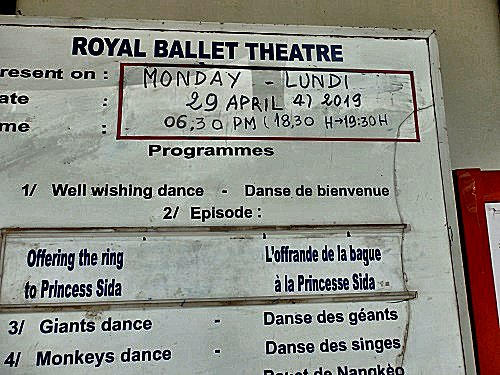 ROYAL BALLET THEATRE
resent on : MONDAY - LUNDI
ate : 29 APRIL 4) 2019
me : 06,30 PM ( 18,30 H→19:30H
Programmes
1/ Well wishing dance - Danse de bienvenue
2/ Episode :
Offering the ring L'offrande de la bague
to Princess Sida à la Princesse Sida
3/ Giants dance - Danse des géants
4/ Monkeys dance - Danse des singes
de Nangkèo